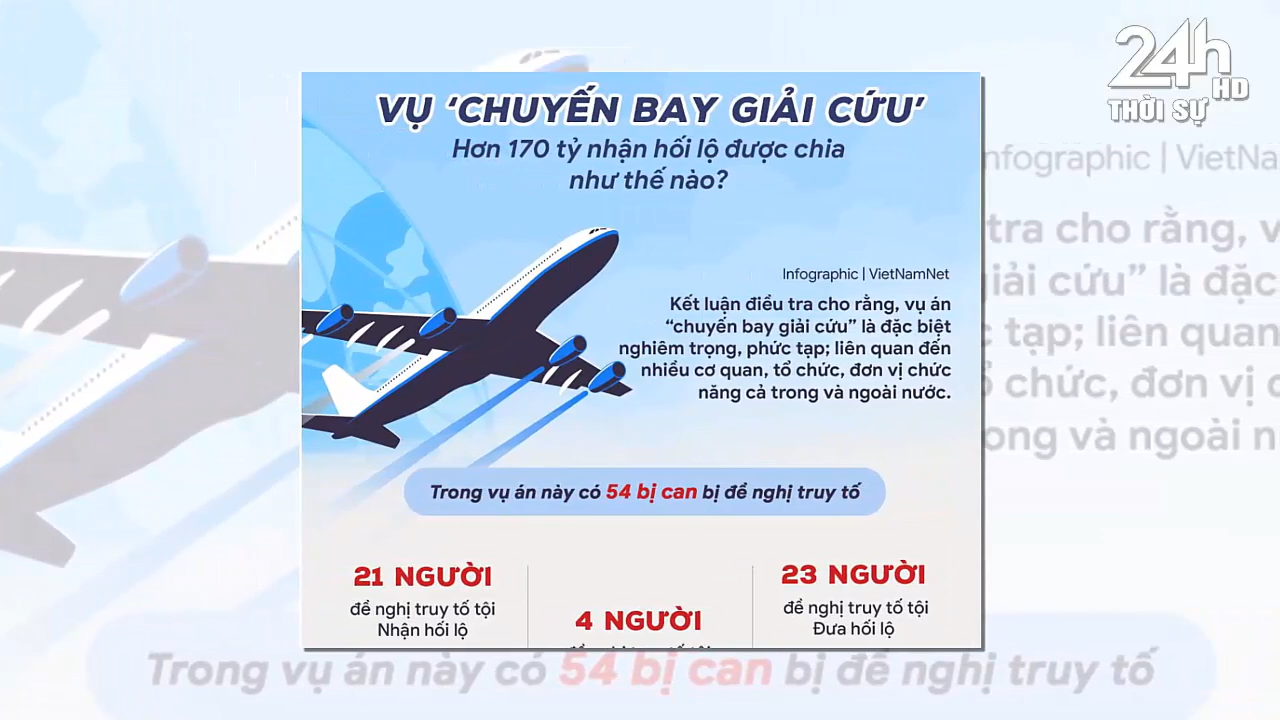 24h HD
THỜI SỰ
VỤ ‘CHUYẾN BAY GIẢI CỨU’
Hơn 170 tỷ nhận hối lộ được chia
như thế nào?
Infographic | VietNamNet
Kết luận điều tra cho rằng, vụ án
“chuyến bay giải cứu” là đặc biệt
nghiêm trọng, phức tạp; liên quan đến
nhiều cơ quan, tổ chức, đơn vị chức
năng cả trong và ngoài nước.
Trong vụ án này có 54 bị can bị đề nghị truy tố
21 NGƯỜI
đề nghị truy tố tội
Nhận hối lộ
4 NGƯỜI
23 NGƯỜI
đề nghị truy tố tội
Đưa hối lộ
nfographic | VietNa
tra cho rằng, v
iải cứu” là đặc
tạp; liên quan
chức, đơn vị c
ong và ngoài n
Trong vụ án này có 54 bị can bị đề nghị truy tố